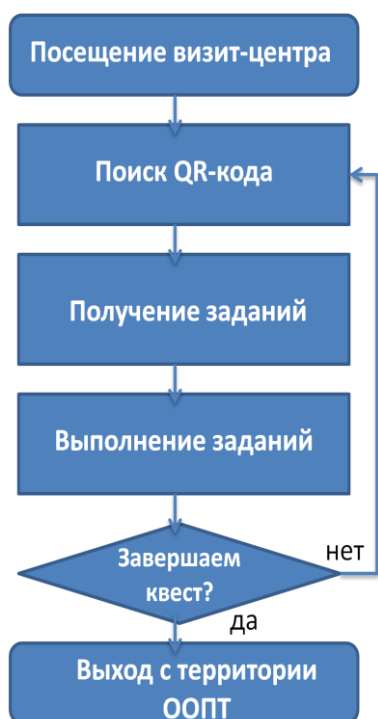 Посещение визит-центра
Поиск QR-кода
Получение заданий
Выполнение заданий
Завершаем
квест?
нет
да
Выход с территории
ООПТ